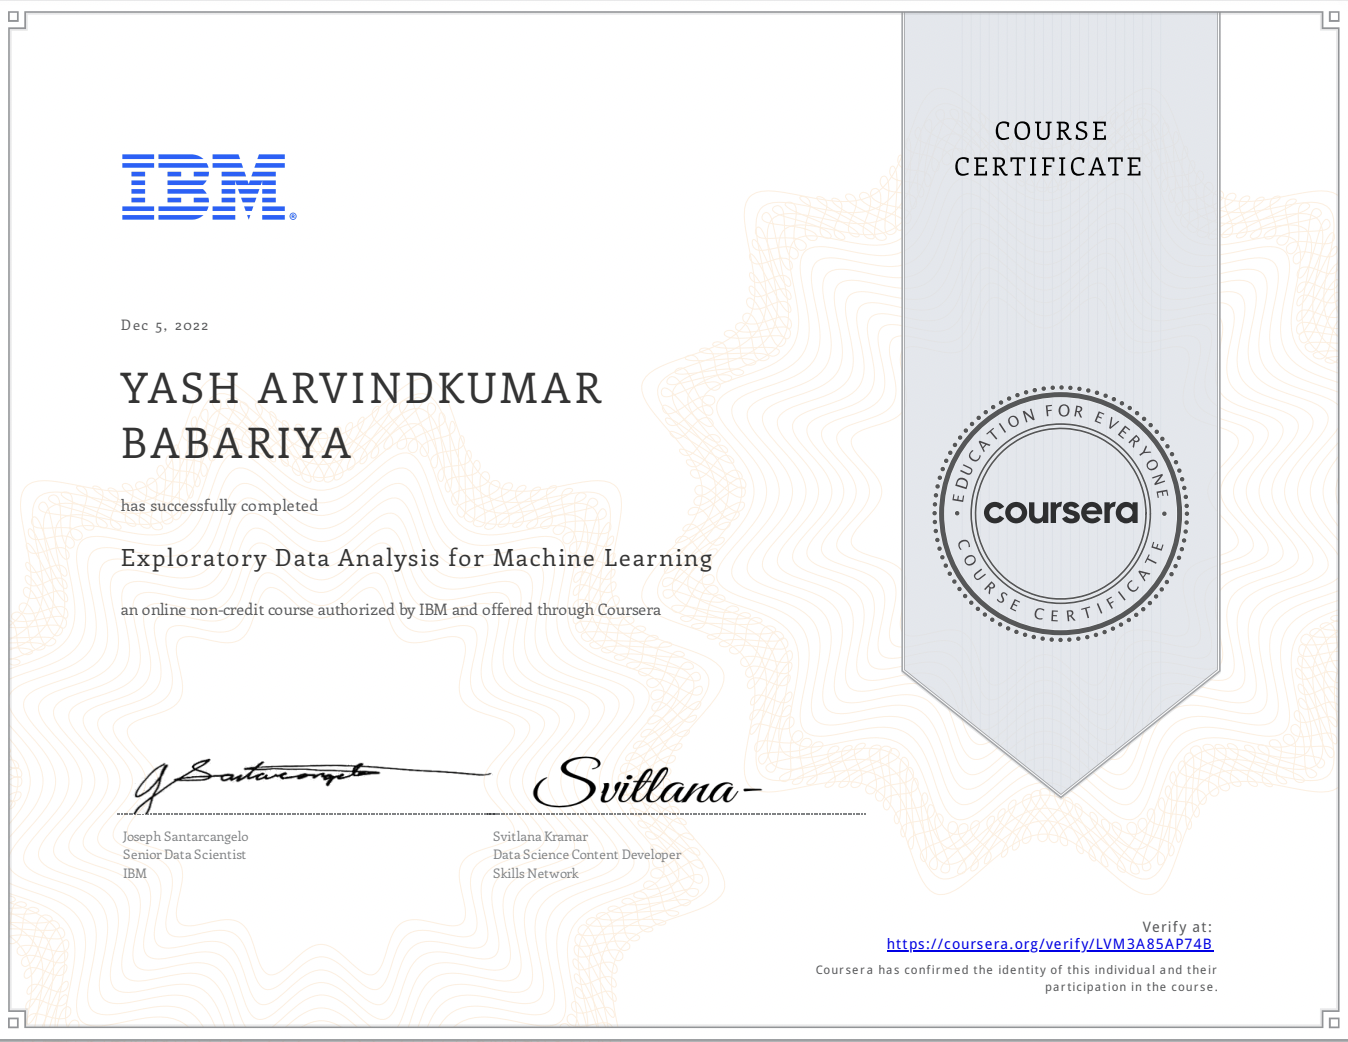 IBM®
COURSE
CERTIFICATE
Dec 5, 2022
YASH ARVINDKUMAR
BABARIYA
has successfully completed
Exploratory Data Analysis for Machine Learning
an online non-credit course authorized by IBM and offered through Coursera
EDUCATION FOR EVERYONE
coursera
COURSE CERTIFICATE
J Santarcangelo
Svitlana
Joseph Santarcangelo
Senior Data Scientist
IBM
Svitlana Kramar
Data Science Content Developer
Skills Network
Verify at:
https://coursera.org/verify/LVM3A85AP74B
Coursera has confirmed the identity of this individual and their
participation in the course.